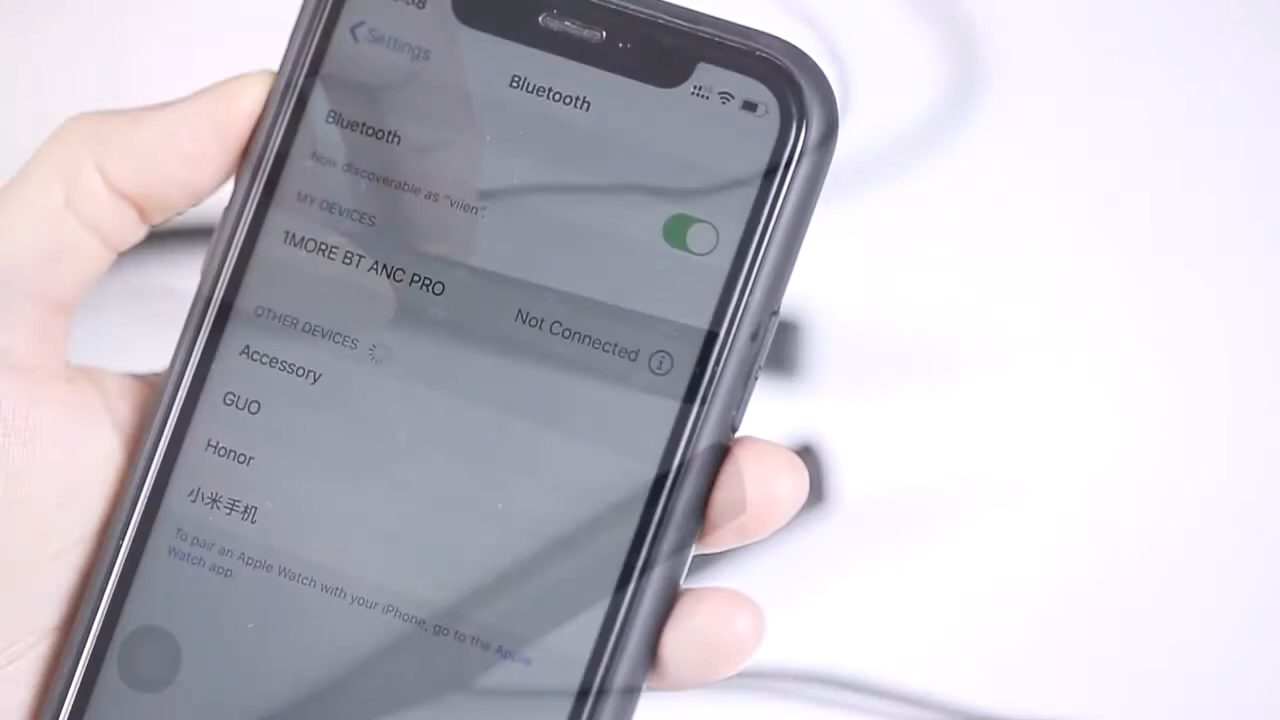 Settings
Bluetooth
Bluetooth
Now discoverable as "viien".
MY DEVICES
1MORE BT ANC PRO
Not Connected
OTHER DEVICES
Accessory
GUO
Honor
小米手机
To pair an Apple Watch with your iPhone, go to the Apple
Watch app.